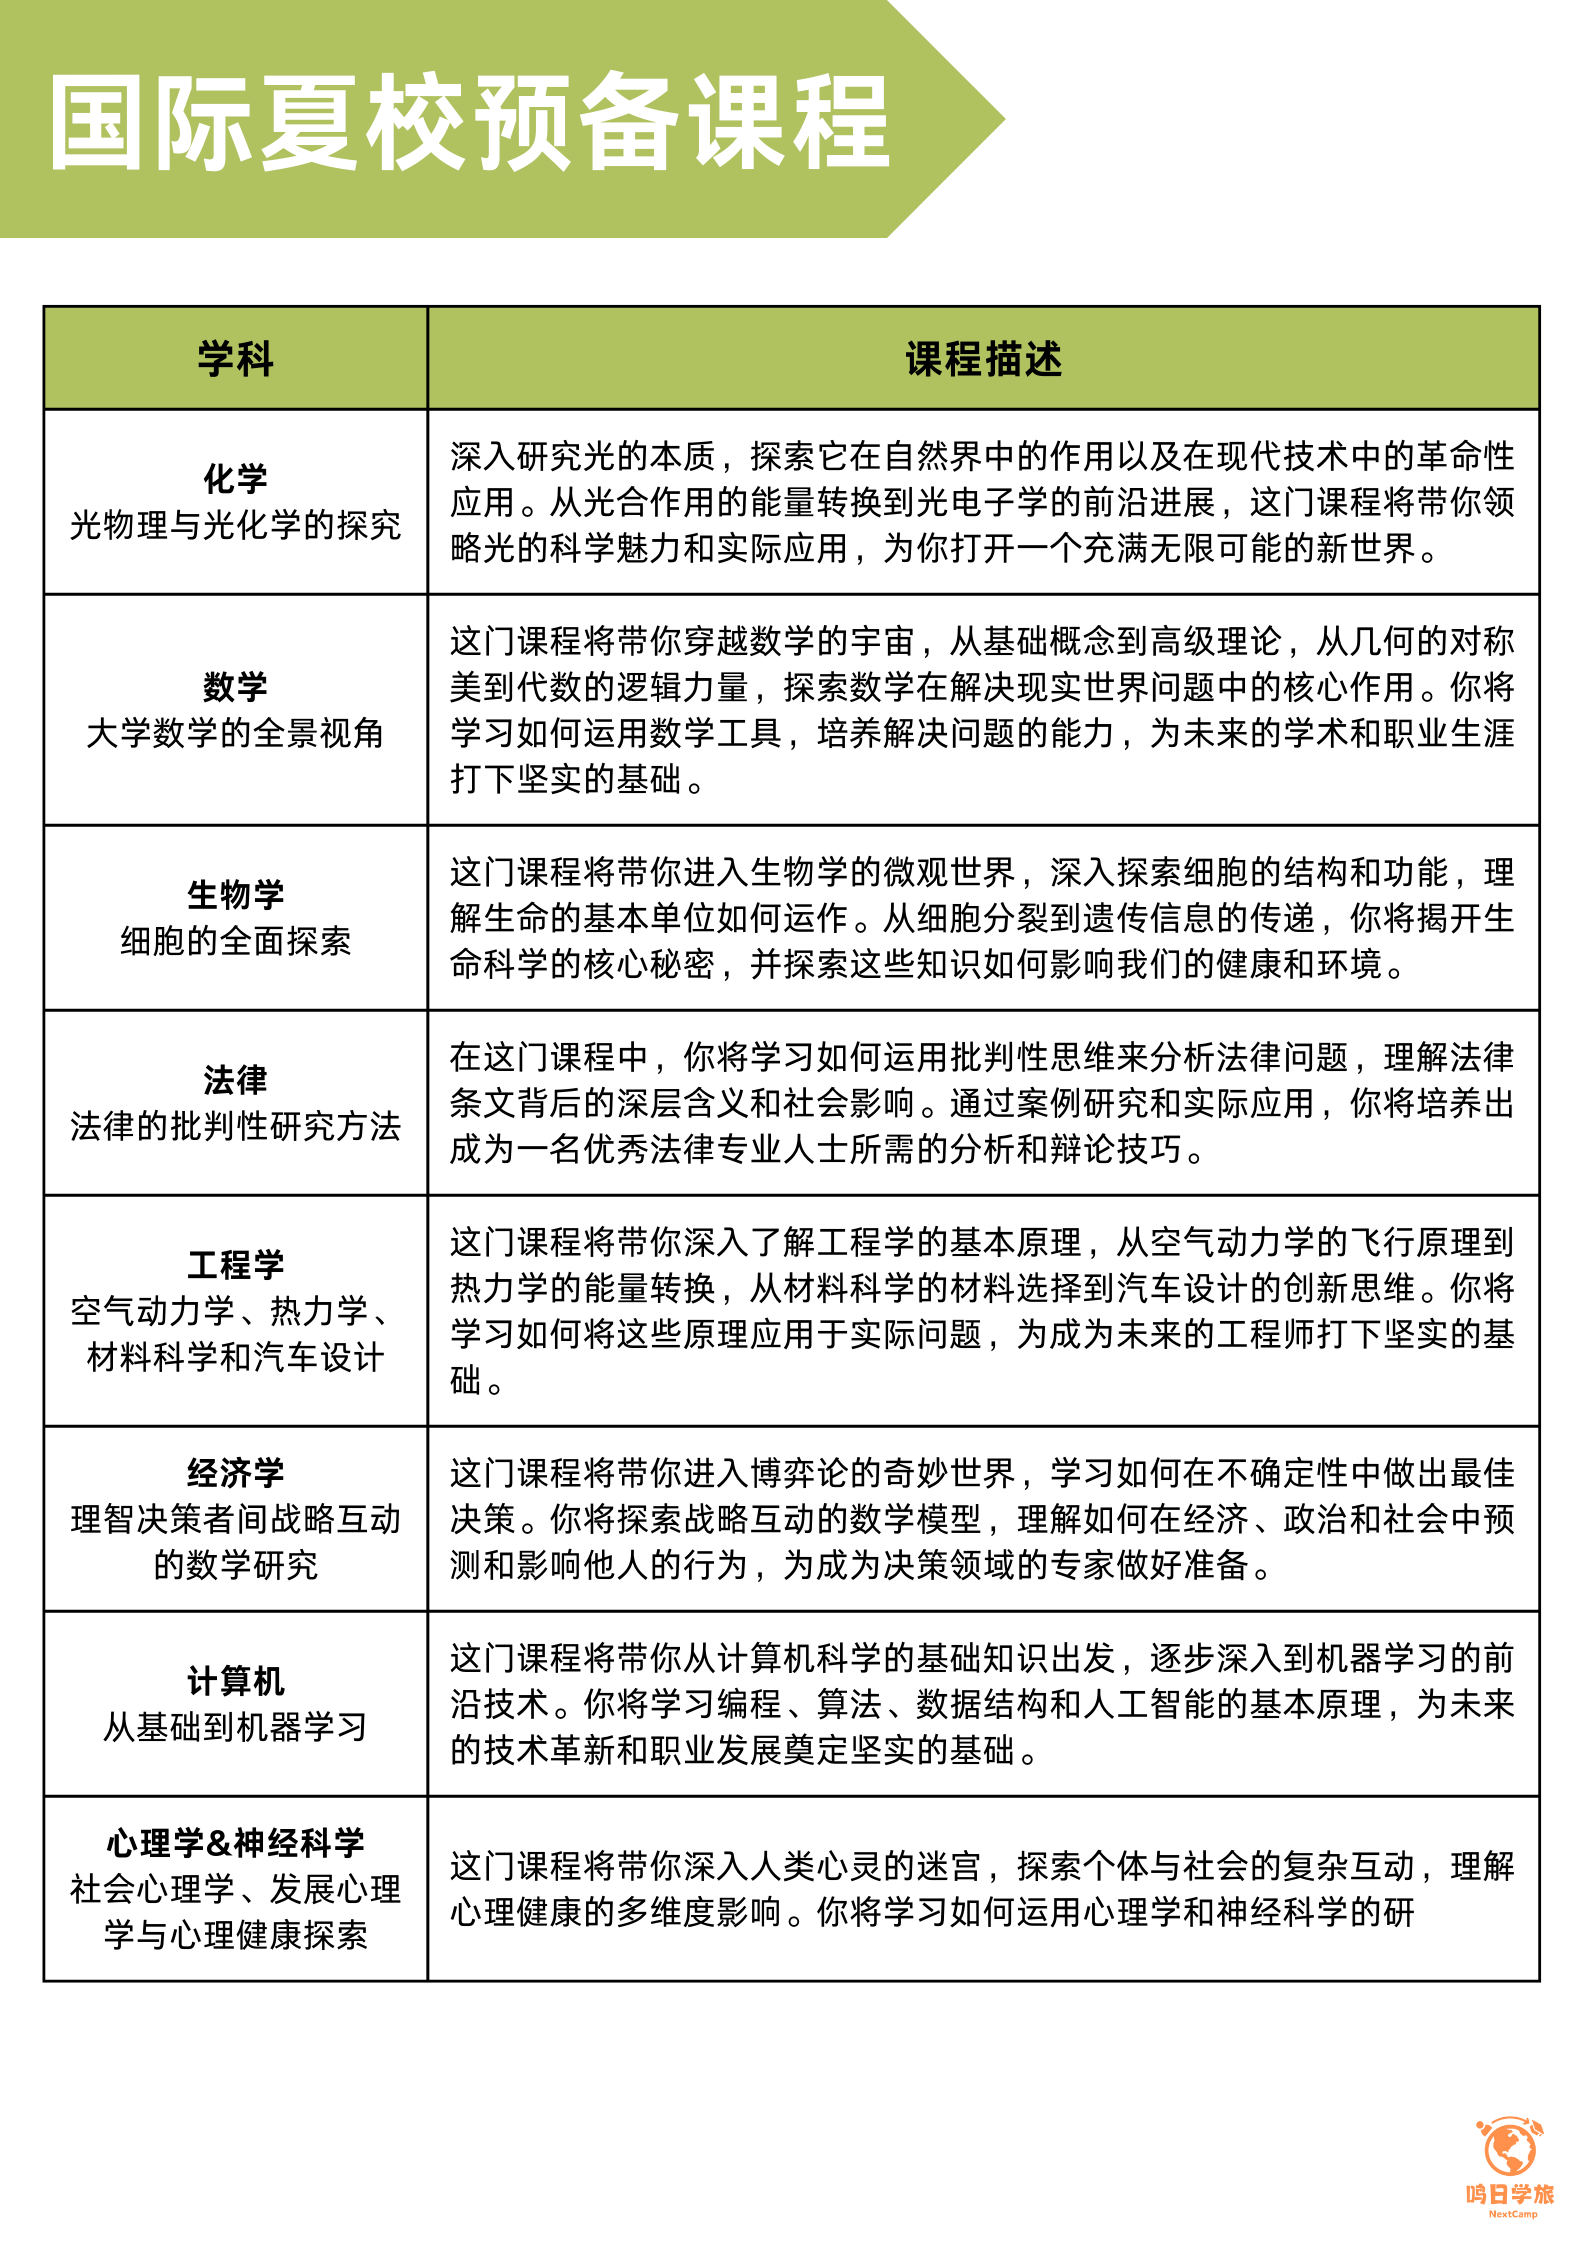 国际夏校预备课程
学科
课程描述
化学
光物理与光化学的探究
深入研究光的本质，探索它在自然界中的作用以及在现代技术中的革命性
应用。从光合作用的能量转换到光电子学的前沿进展，这门课程将带你领
略光的科学魅力和实际应用，为你打开一个充满无限可能的新世界。
数学
大学数学的全景视角
这门课程将带你穿越数学的宇宙，从基础概念到高级理论，从几何的对称
美到代数的逻辑力量，探索数学在解决现实世界问题中的核心作用。你将
学习如何运用数学工具，培养解决问题的能力，为未来的学术和职业生涯
打下坚实的基础。
生物学
细胞的全面探索
这门课程将带你进入生物学的微观世界，深入探索细胞的结构和功能，理
解生命的基本单位如何运作。从细胞分裂到遗传信息的传递，你将揭开生
命科学的核心秘密，并探索这些知识如何影响我们的健康和环境。
法律
法律的批判性研究方法
在这门课程中，你将学习如何运用批判性思维来分析法律问题，理解法律
条文背后的深层含义和社会影响。通过案例研究和实际应用，你将培养出
成为一名优秀法律专业人士所需的分析和辩论技巧。
工程学
空气动力学、热力学、
材料科学和汽车设计
这门课程将带你深入了解工程学的基本原理，从空气动力学的飞行原理到
热力学的能量转换，从材料科学的材料选择到汽车设计的创新思维。你将
学习如何将这些原理应用于实际问题，为成为未来的工程师打下坚实的基
础。
经济学
理智决策者间战略互动
的数学研究
这门课程将带你进入博弈论的奇妙世界，学习如何在不确定性中做出最佳
决策。你将探索战略互动的数学模型，理解如何在经济、政治和社会中预
测和影响他人的行为，为成为决策领域的专家做好准备。
计算机
从基础到机器学习
这门课程将带你从计算机科学的基础知识出发，逐步深入到机器学习的前
沿技术。你将学习编程、算法、数据结构和人工智能的基本原理，为未来
的技术革新和职业发展奠定坚实的基础。
心理学&神经科学
社会心理学、发展心理
学与心理健康探索
这门课程将带你深入人类心灵的迷宫，探索个体与社会的复杂互动，理解
心理健康的多维度影响。你将学习如何运用心理学和神经科学的研
鸣日学旅
NextCamp